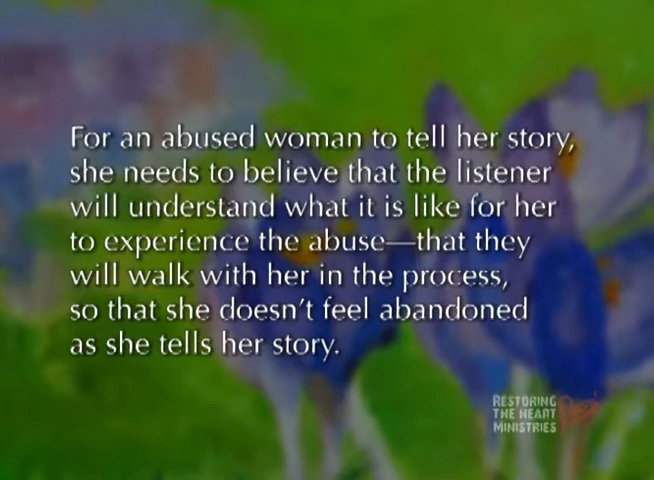 For an abused woman to tell her story,
she needs to believe that the listener
will understand what it is like for her
to experience the abuse—that they
will walk with her in the process,
so that she doesn't feel abandoned
as she tells her story.
RESTORING
THE HEART
MINISTRIES